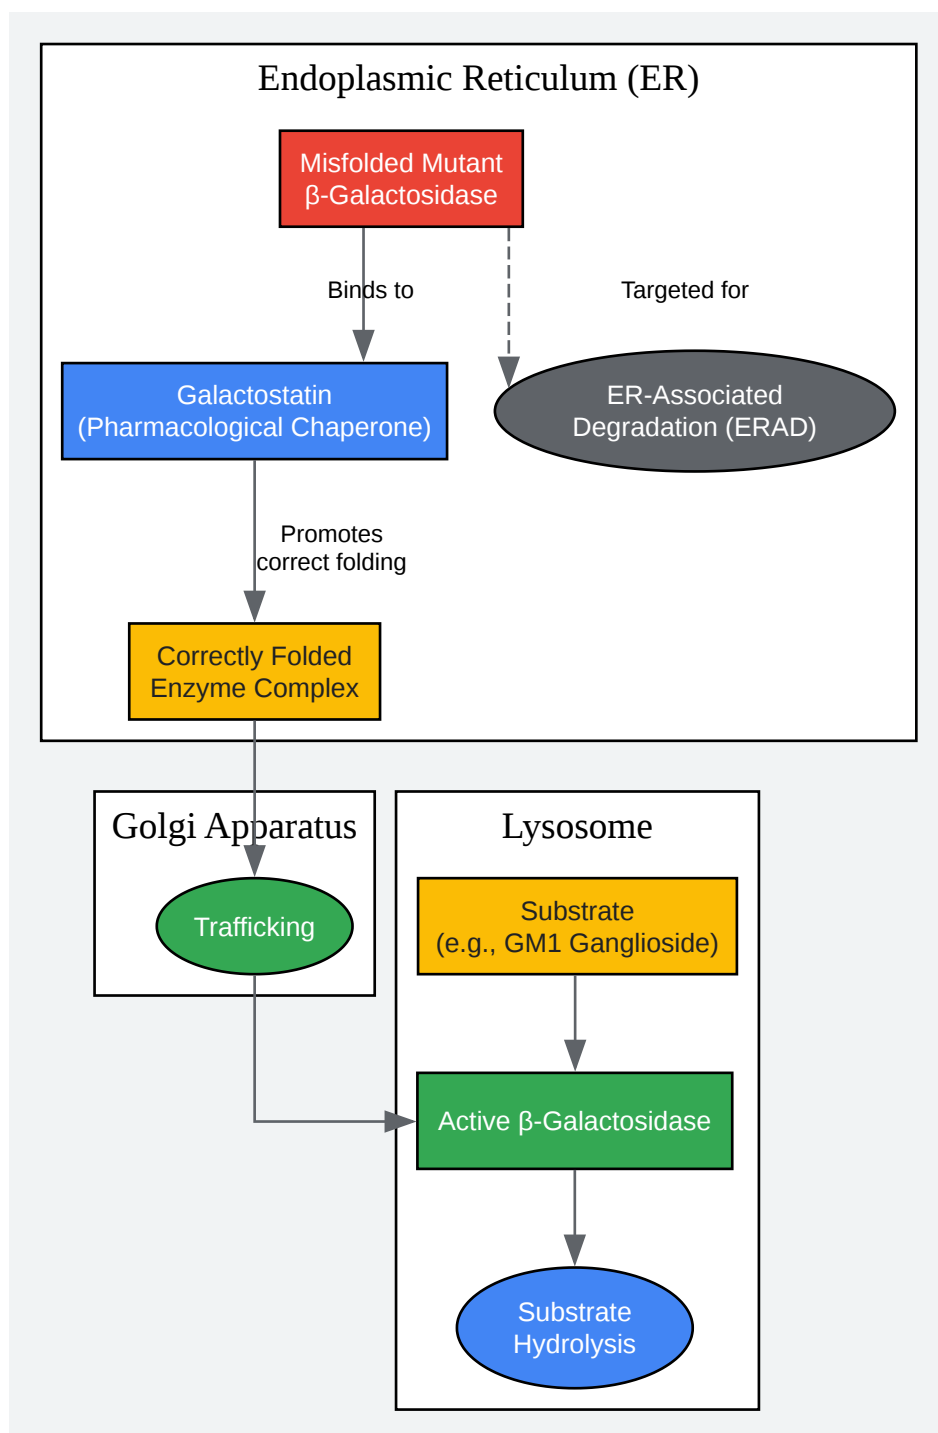 Endoplasmic Reticulum (ER)
Misfolded Mutant
β-Galactosidase
Binds to
Targeted for
Galactostatin
(Pharmacological Chaperone)
ER-Associated
Degradation (ERAD)
Promotes
correct folding
Correctly Folded
Enzyme Complex
Golgi Apparatus
Trafficking
Lysosome
Substrate
(e.g., GM1 Ganglioside)
Active β-Galactosidase
Substrate
Hydrolysis